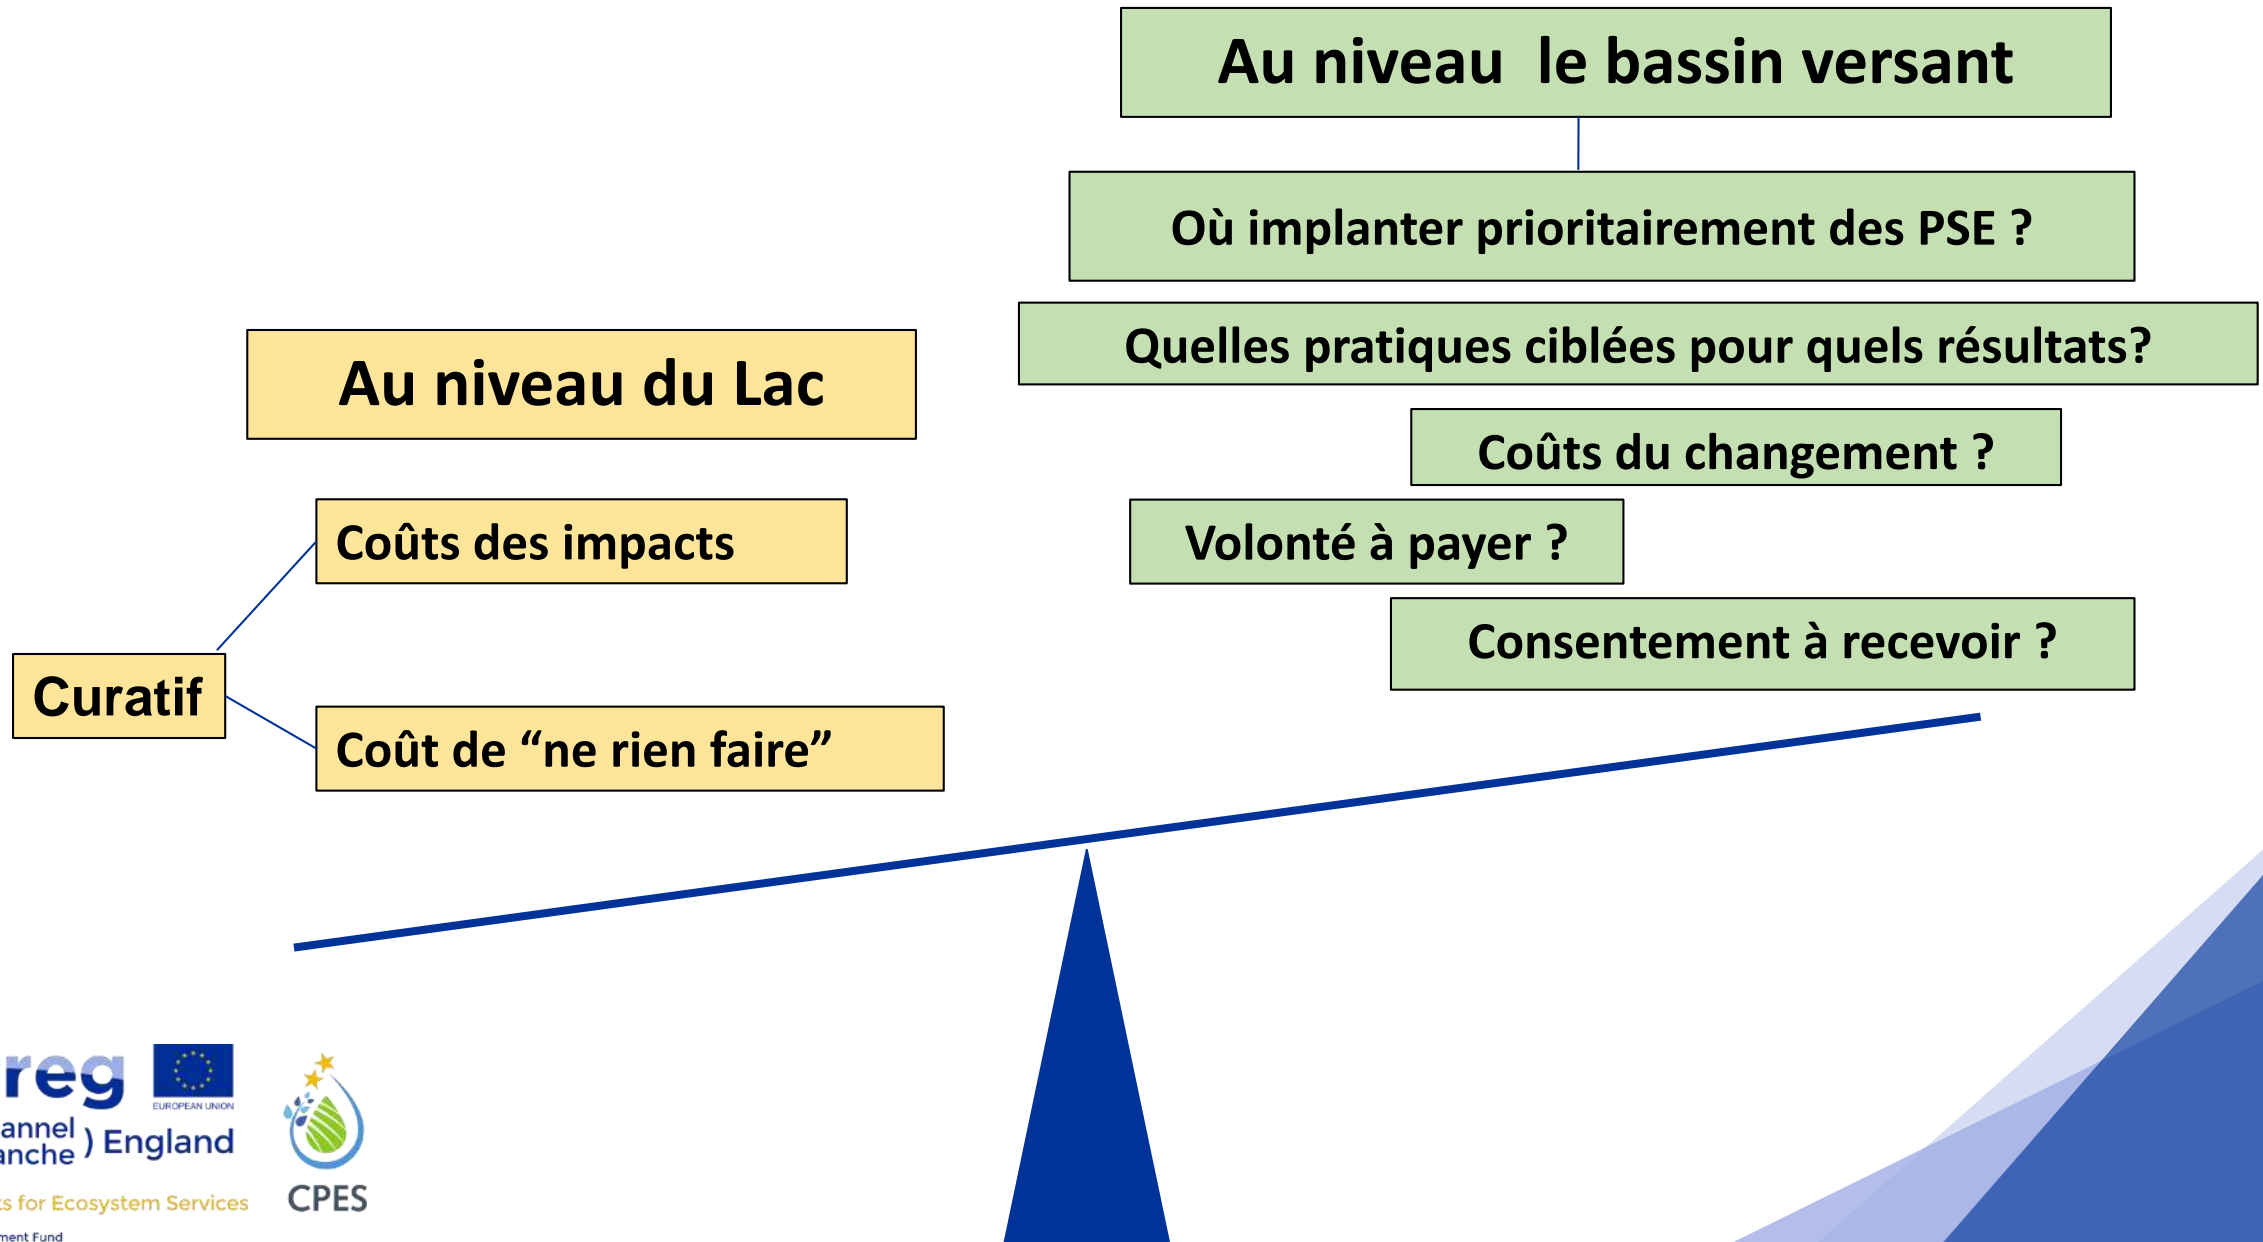 Au niveau le bassin versant
Où implanter prioritairement des PSE ?
Quelles pratiques ciblées pour quels résultats?
Au niveau du Lac
Coûts du changement ?
Coûts des impacts
Volonté à payer ?
Consentement à recevoir ?
Curatif
Coût de “ne rien faire”
reg
EUROPEAN UNION
annel
anche ) England
ts for Ecosystem Services
CPES
ment Fund